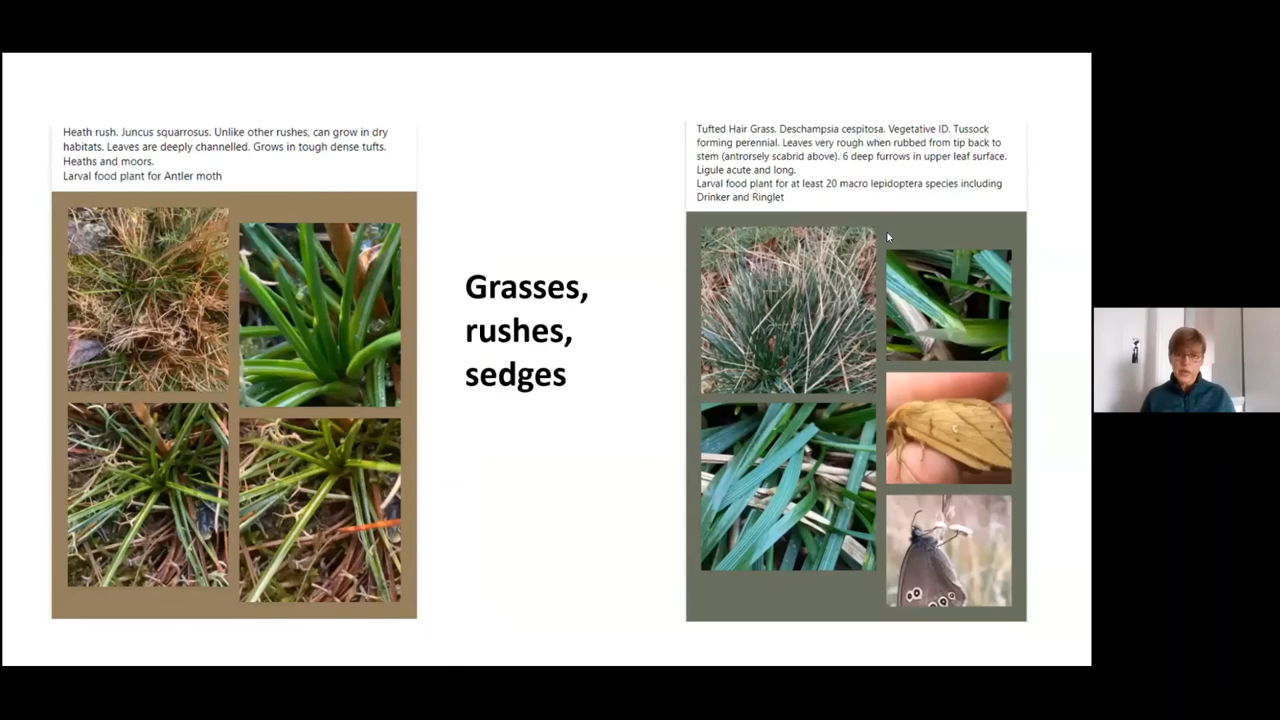 Heath rush. Juncus squarrosus. Unlike other rushes, can grow in dry
habitats. Leaves are deeply channelled. Grows in tough dense tufts.
Heaths and moors.
Larval food plant for Antler moth
Grasses,
rushes,
sedges
Tufted Hair Grass. Deschampsia cespitosa. Vegetative ID. Tussock
forming perennial. Leaves very rough when rubbed from tip back to
stem (antrorsely scabrid above). 6 deep furrows in upper leaf surface.
Ligule acute and long.
Larval food plant for at least 20 macro lepidoptera species including
Drinker and Ringlet